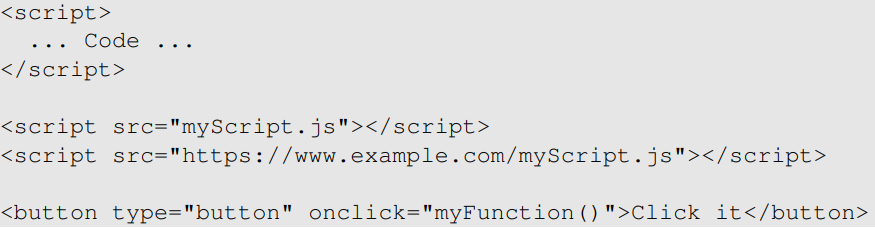 <script>
  ... Code ...
</script>

<script src="myScript.js"></script>
<script src="https://www.example.com/myScript.js"></script>

<button type="button" onclick="myFunction()">Click it</button>